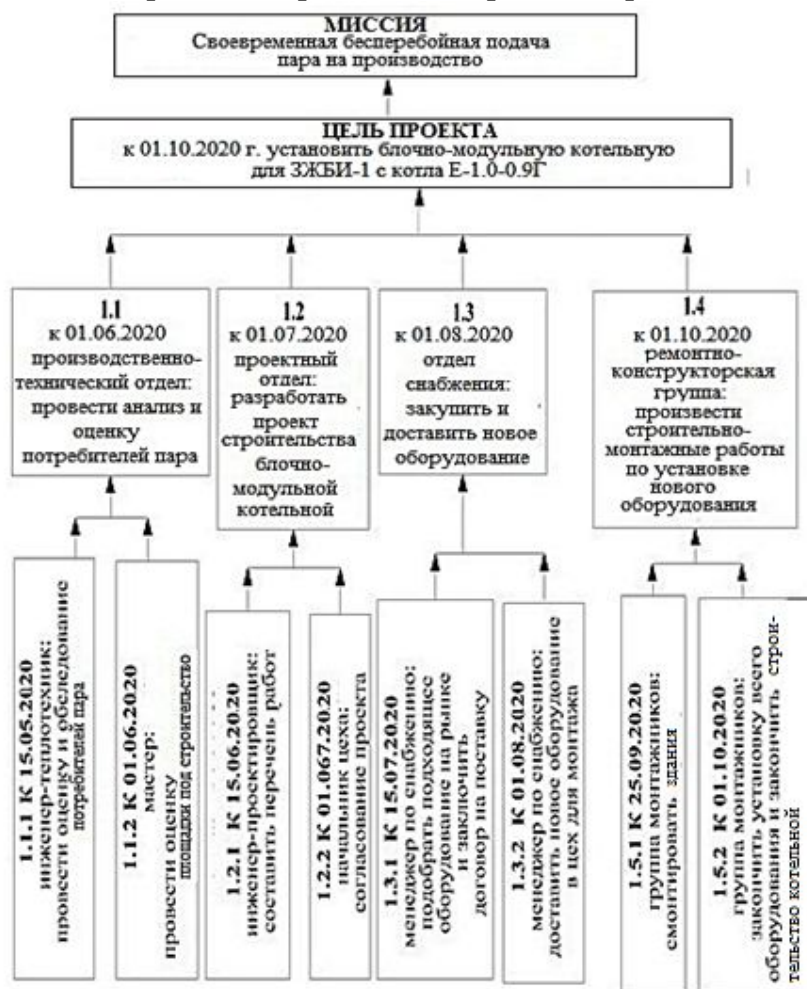 МИССИЯ
Своевременная бесперебойная подача
пара на производство
ЦЕЛЬ ПРОЕКТА
к 01.10.2020 г. установить блочно-модульную котельную
для ЗЖБИ-1 с котла Е-1.0-0.9Г
1.1
к 01.06.2020
производственно-
технический отдел:
провести анализ и
оценку
потребителей пара
1.2
к 01.07.2020
проектный
отдел:
разработать
проект
строительства
блочно-
модульной
котельной
1.3
к 01.08.2020
отдел
снабжения:
закупить и
доставить новое
оборудование
1.4
к 01.10.2020
ремонтно-
конструкторская
группа:
произвести
строительно-
монтажные работы
по установке
нового
оборудования
1.1.1 К 15.05.2020
инженер-теплотехник:
провести оценку и обследование
потребителей пара
1.1.2 К 01.06.2020
мастер:
провести оценку
площадки под строительство
1.2.1 К 15.06.2020
инженер-проектировщик:
составить перечень работ
1.2.2 К 01.067.2020
начальник цеха:
согласование проекта
1.3.1 К 15.07.2020
менеджер по снабжению:
подобрать подходящее
оборудование на рынке
и заключить
договор на поставку
1.3.2 К 01.08.2020
менеджер по снабжению:
доставить новое оборудование
в цех для монтажа
1.5.1 К 25.09.2020
группа монтажников:
смонтировать здания
1.5.2 К 01.10.2020
группа монтажников:
закончить установку всего
оборудования и закончить строи-
тельство котельной